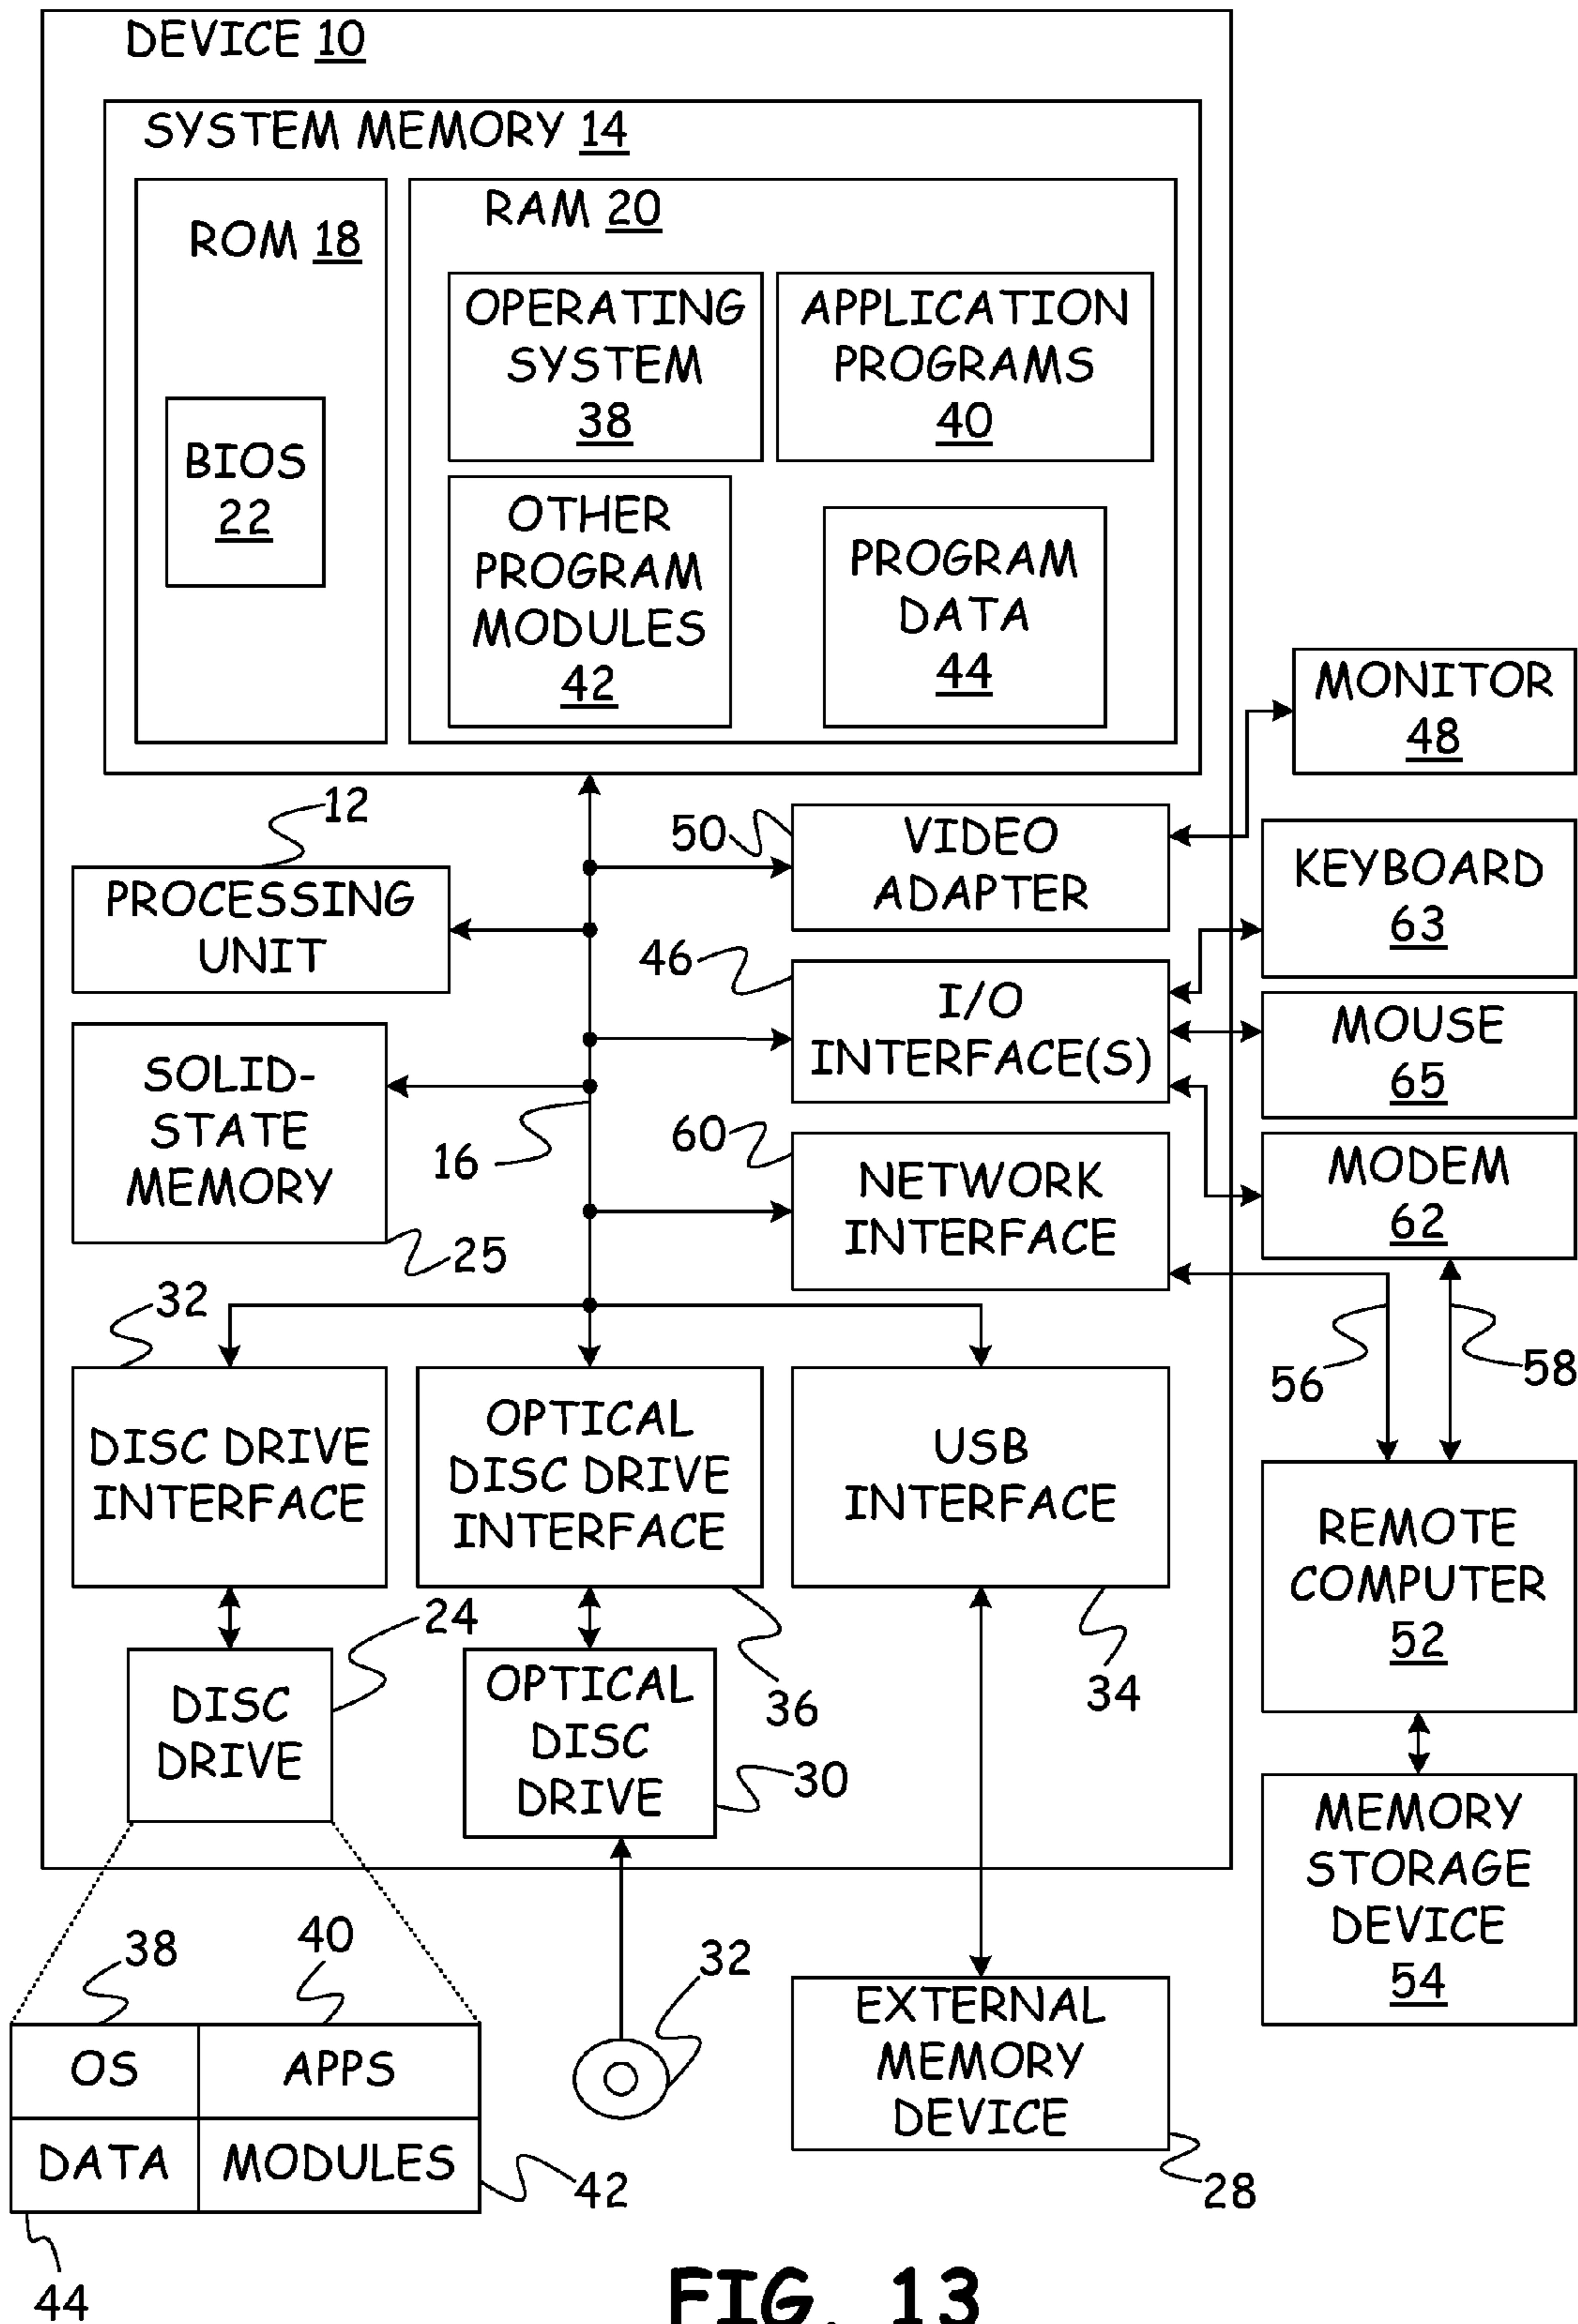 DEVICE 10
SYSTEM MEMORY 14
ROM 18
BIOS
22
RAM 20
OPERATING
SYSTEM
38
APPLICATION
PROGRAMS
40
OTHER
PROGRAM
MODULES
42
PROGRAM
DATA
44
MONITOR
48
12
PROCESSING
UNIT
50
VIDEO
ADAPTER
KEYBOARD
63
46
I/O
INTERFACE(S)
MOUSE
65
SOLID-
STATE
MEMORY
25
16
60
NETWORK
INTERFACE
MODEM
62
56
58
32
DISC DRIVE
INTERFACE
OPTICAL
DISC DRIVE
INTERFACE
36
USB
INTERFACE
34
REMOTE
COMPUTER
52
24
DISC
DRIVE
OPTICAL
DISC
DRIVE
30
MEMORY
STORAGE
DEVICE
54
38
40
OS
APPS
DATA
MODULES
42
44
32
EXTERNAL
MEMORY
DEVICE
28
FIG. 13